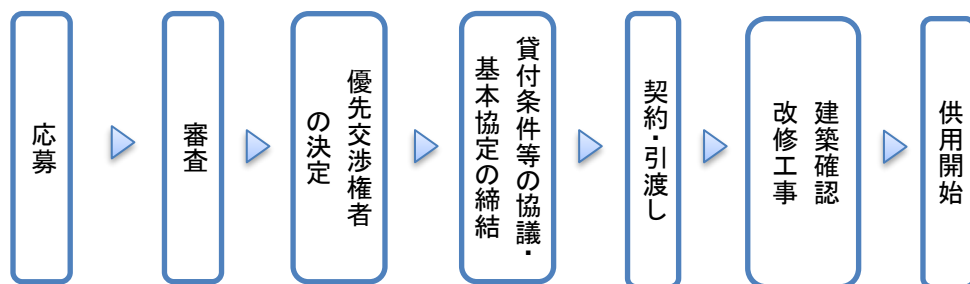 応募
審査
優先交渉権者
の決定
貸付条件等の協議・
基本協定の締結
契約・引渡し
建築確認
改修工事
供用開始